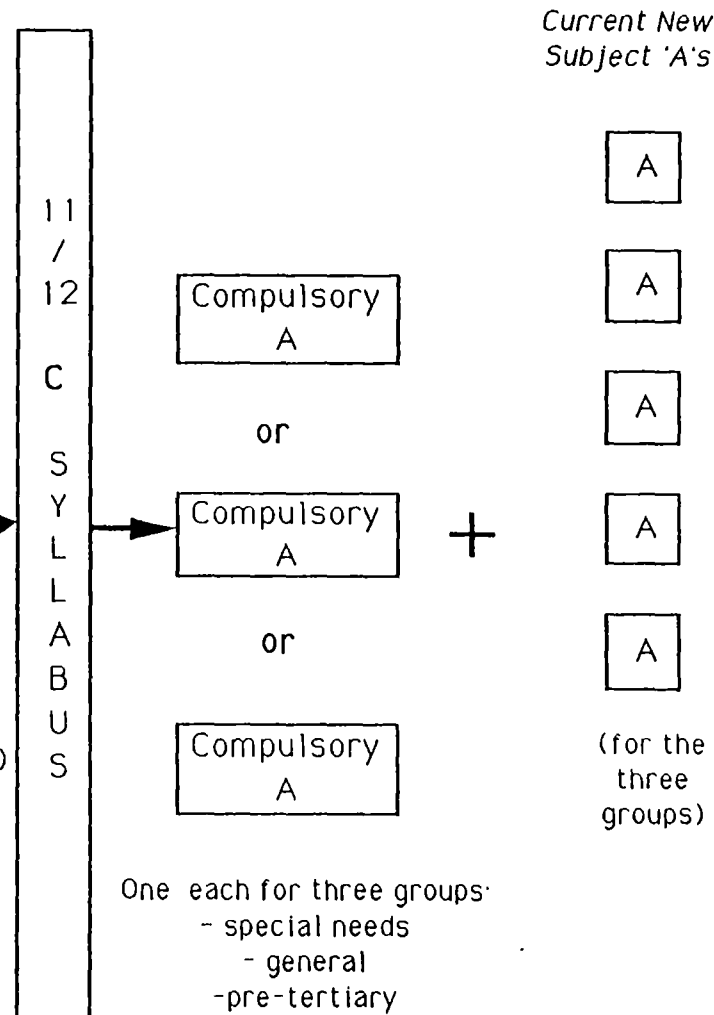 Current New
Subject 'A's
11
/
12
C
S
Y
L
L
A
B
U
S
)
Compulsory
A
or
Compulsory
A
or
Compulsory
A
+
A
A
A
A
A
(for the
three
groups)
One each for three groups
- special needs
- general
-pre-tertiary